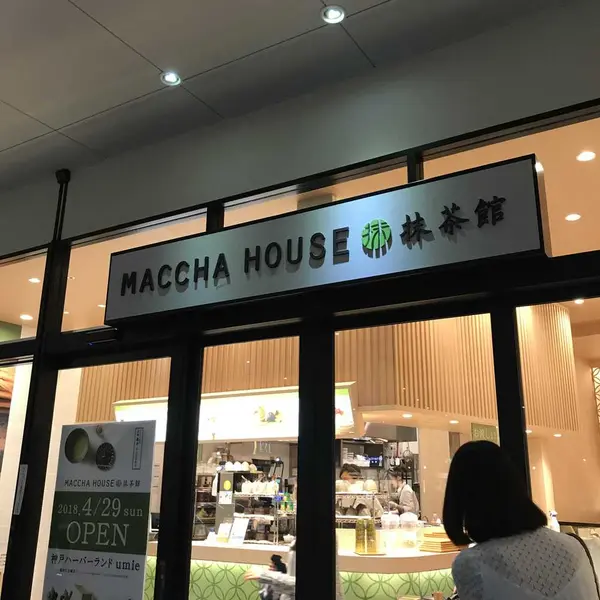 MACCHA HOUSE 抹 抹茶館
MACCHA HOUSE 抹茶館
2018.4/29 sun
OPEN
神戸ハーバーランド umie